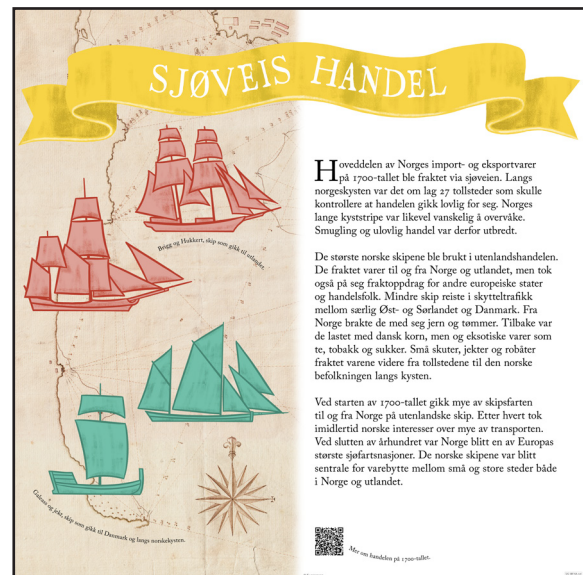 SJØVEIS HANDEL
Brigg og Hukkert, skip som gikk til utlandet.
Galeas og jekt, skip som gikk til Danmark og langs norskekysten.
Hoveddelen av Norges import- og eksportvarer
på 1700-tallet ble fraktet via sjøveien. Langs
norgeskysten var det om lag 27 tollsteder som skulle
kontrollere at handelen gikk lovlig for seg. Norges
lange kyststripe var likevel vanskelig å overvåke.
Smugling og ulovlig handel var derfor utbredt.
De største norske skipene ble brukt i utenlandshandelen.
De fraktet varer til og fra Norge og utlandet, men tok
også på seg fraktoppdrag for andre europeiske stater
og handelsfolk. Mindre skip reiste i skytteltrafikk
mellom særlig Øst- og Sørlandet og Danmark. Fra
Norge brakte de med seg jern og tømmer. Tilbake var
de lastet med dansk korn, men og eksotiske varer som
te, tobakk og sukker. Små skuter, jekter og robåter
fraktet varene videre fra tollstedene til den norske
befolkningen langs kysten.
Ved starten av 1700-tallet gikk mye av skipsfarten
til og fra Norge på utenlandske skip. Etter hvert tok
imidlertid norske interesser over mye av transporten.
Ved slutten av århundret var Norge blitt en av Europas
største sjøfartsnasjoner. De norske skipene var blitt
sentrale for varebytte mellom små og store steder både
i Norge og utlandet.
Mer om handelen på 1700-tallet.